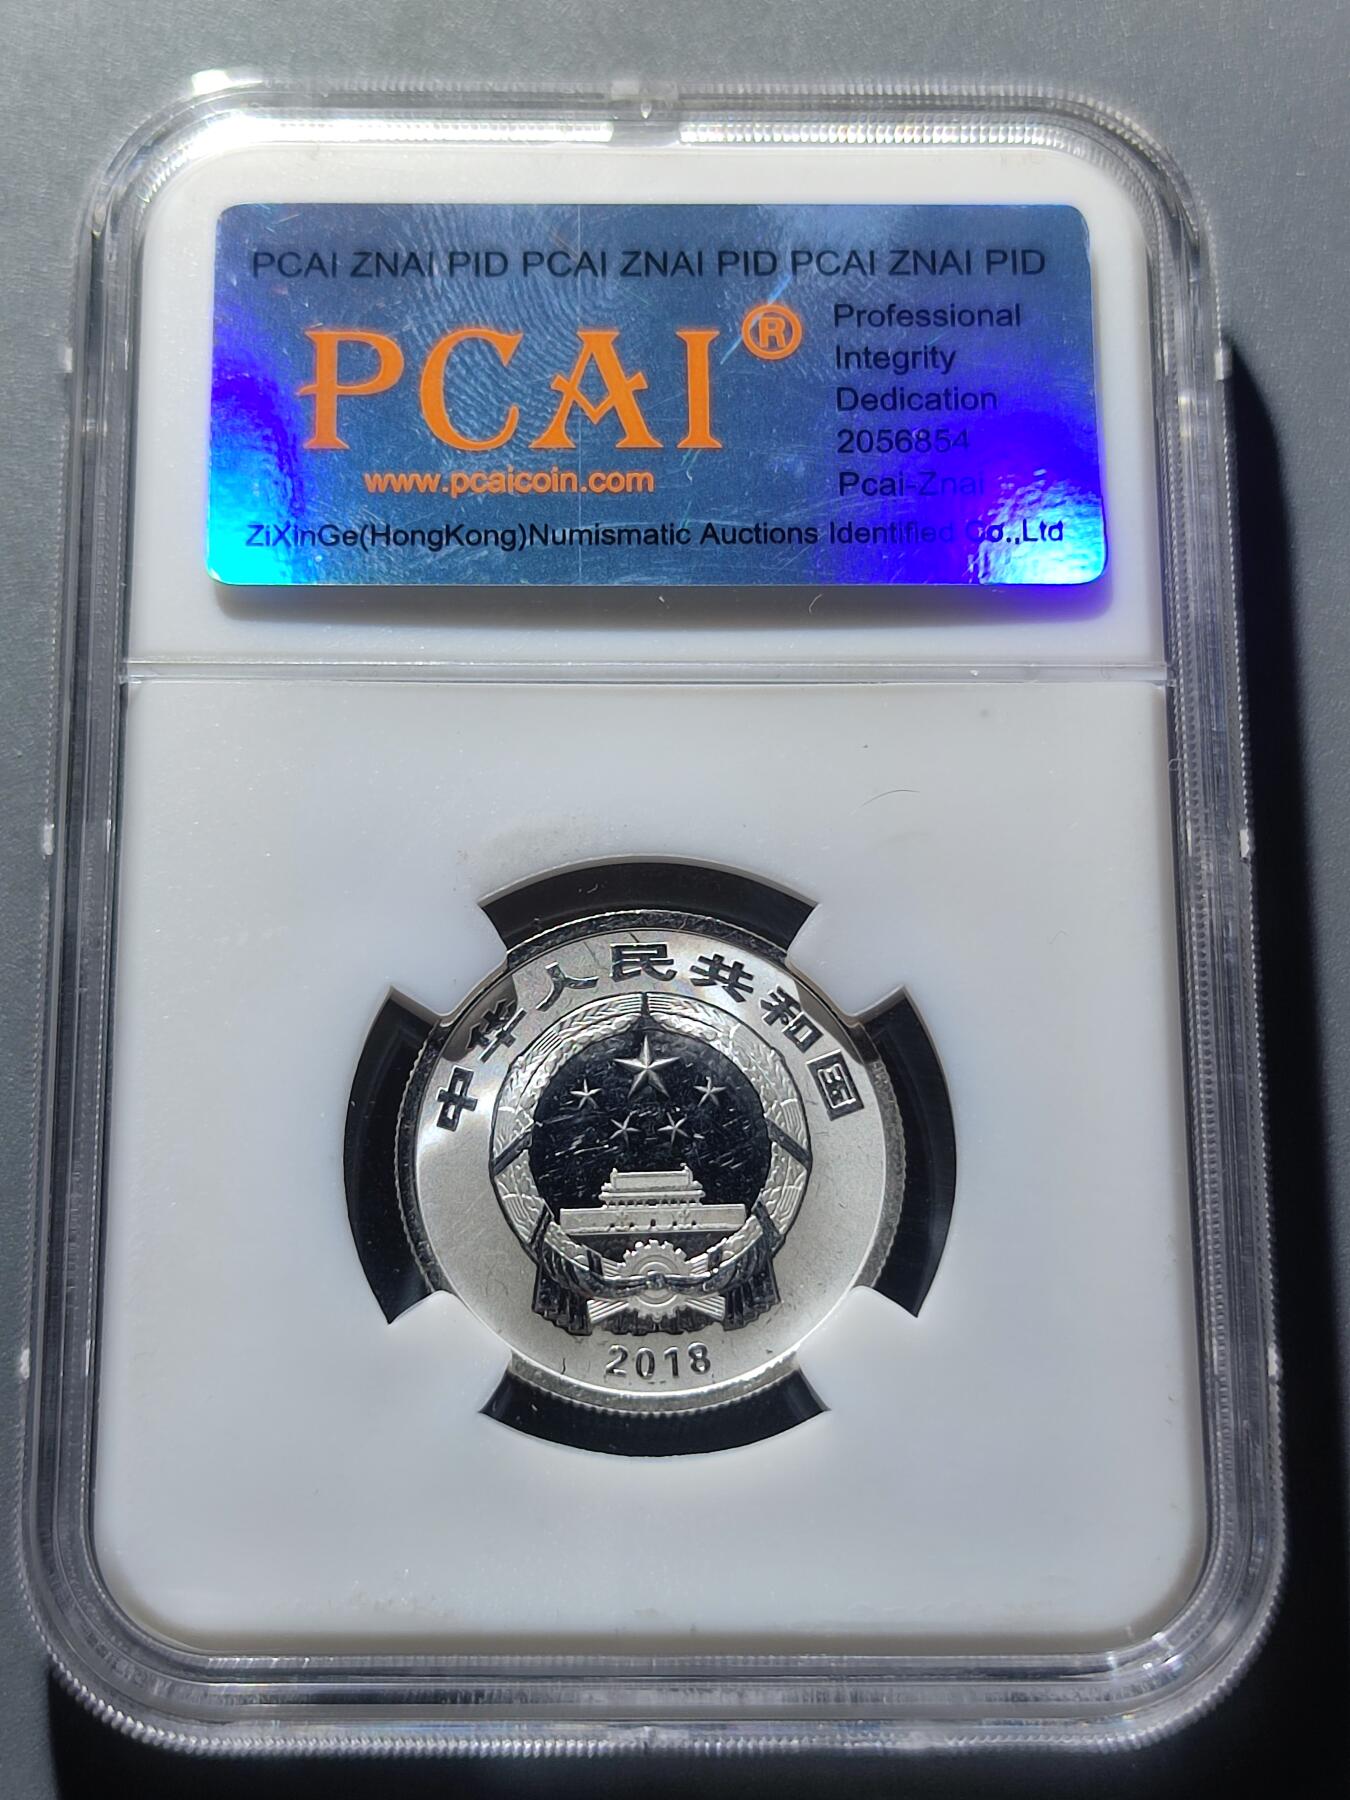 PCAI ZNAI PID PCAI ZNAI PID PCAI ZNAI PID
PCAI®
www.pcaicoin.com
Professional
Integrity
Dedication
2056854
Pcai-Znai
ZiXinGe(HongKong)Numismatic Auctions Identified Co.,Ltd
中华人民共和国
2018